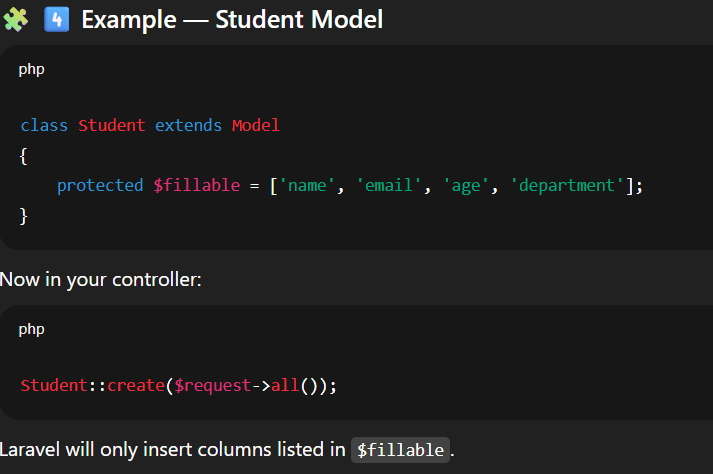 🧩 4️⃣ Example — Student Model
php
class Student extends Model
{
    protected $fillable = ['name', 'email', 'age', 'department'];
}
Now in your controller:
php
Student::create($request->all());
Laravel will only insert columns listed in $fillable.